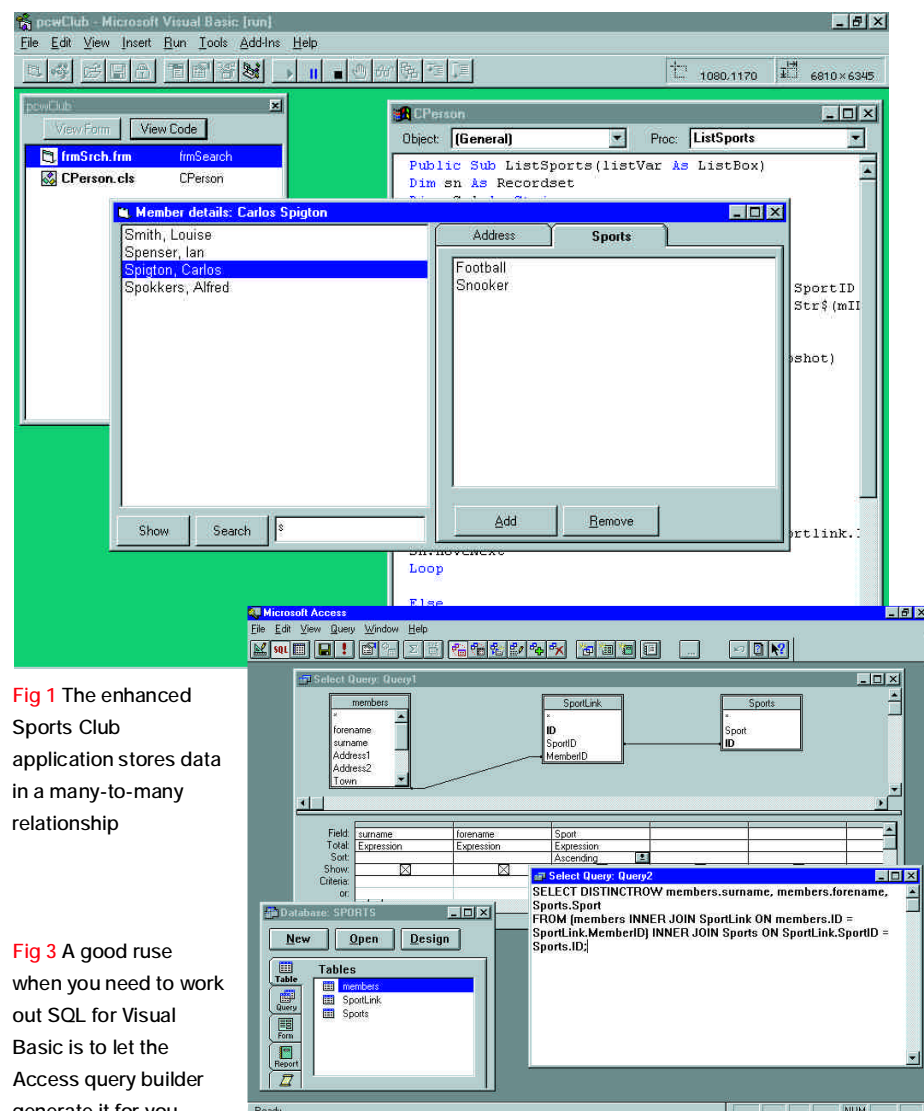 pcwClub - Microsoft Visual Basic [run]
File Edit View Insert Run Tools Add-Ins Help
1080,1170 6810×6345
pcwClub
View Form View Code
frmSrch.frm frmSearch
CPerson.cls CPerson
CPerson
Object: (General) Proc: ListSports
Public Sub ListSports(listVar As ListBox)
Dim sn As Recordset
Member details: Carlos Spigton
Smith, Louise
Spenser, Ian
Spigton, Carlos
Spokkers, Alfred
Address Sports
Football
Snooker
SportID
Str$(mII
pshot)
Show Search s
Add Remove
ortlink.
sn.MoveNext
Loop
Else
Microsoft Access
File Edit View Query Window Help
SQL
Select Query: Query1
members
*
forename
surname
Address1
Address2
Town
SportLink
*
ID
SportID
MemberID
Sports
*
Sport
ID
Field: surname forename Sport
Total: Expression Expression Expression
Sort: Ascending
Show:
Criteria:
or:
Select Query: Query2
SELECT DISTINCTROW members.surname, members.forename,
Sports.Sport
FROM (members INNER JOIN SportLink ON members.ID =
SportLink.MemberID) INNER JOIN Sports ON SportLink.SportID =
Sports.ID;
Database: SPORTS
New Open Design
Table
Query
Form
Report
Tables
members
SportLink
Sports
Ready NUM
Fig 1 The enhanced
Sports Club
application stores data
in a many-to-many
relationship
Fig 3 A good ruse
when you need to work
out SQL for Visual
Basic is to let the
Access query builder
generate it for you